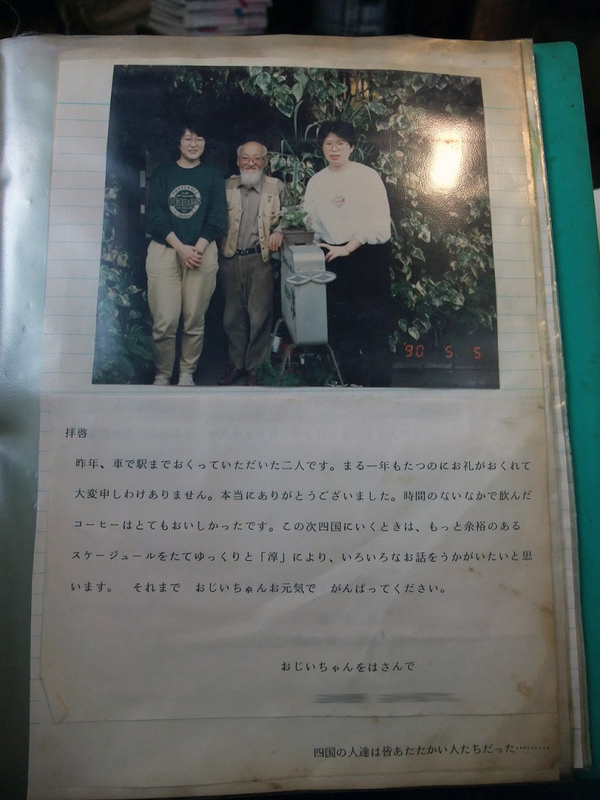 Hanes
'90 5 5
拝啓
昨年、車で駅までおくっていただいた二人です。まる一年もたつのにお礼がおくれて
大変申しわけありません。本当にありがとうございました。時間のないなかで飲んだ
コーヒーはとてもおいしかったです。この次四国にいくときは、もっと余裕のある
スケージュールをたてゆっくりと「淳」により、いろいろなお話をうかがいたいと思
います。 それまで おじいちゃんお元気で がんばってください。
おじいちゃんをはさんで
四国の人達は皆あたたかい人たちだった………